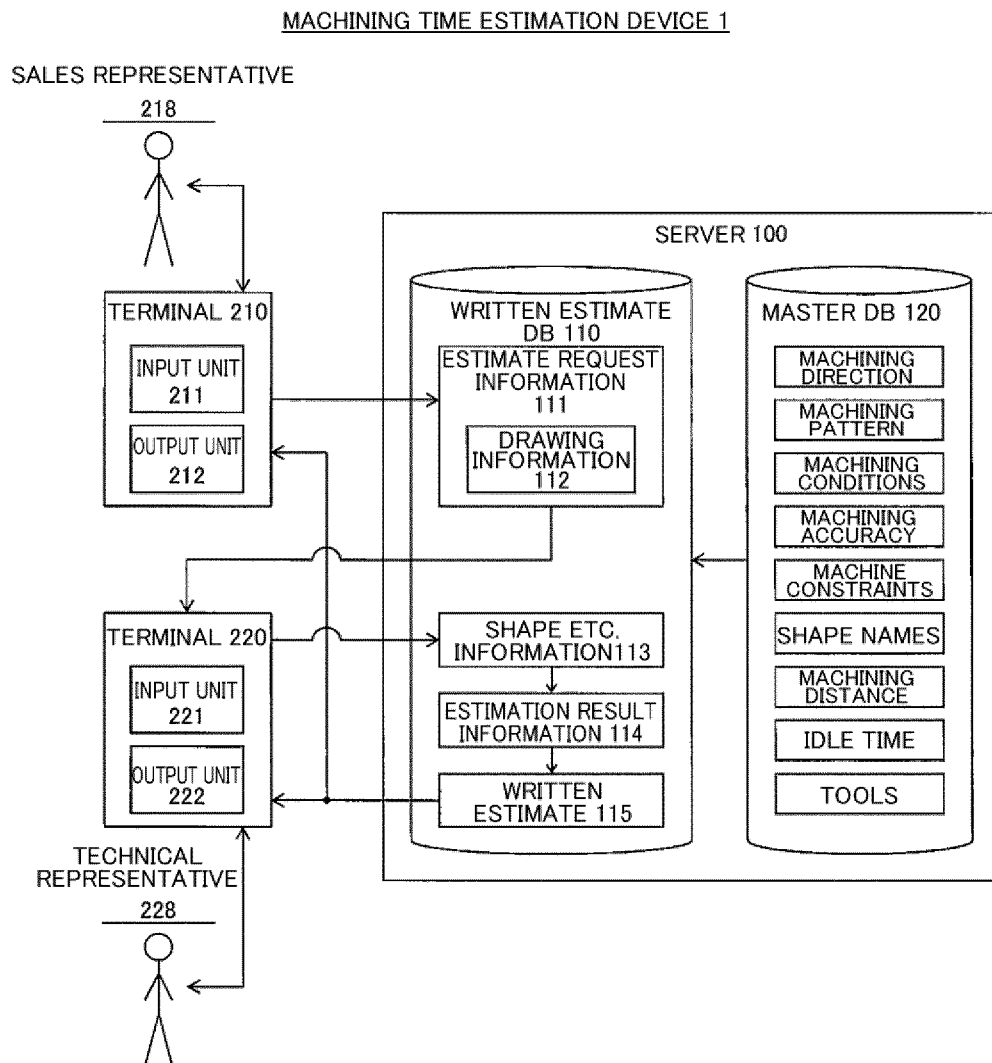 MACHINING TIME ESTIMATION DEVICE 1
SALES REPRESENTATIVE
218
TERMINAL 210
INPUT UNIT
211
OUTPUT UNIT
212
SERVER 100
WRITTEN ESTIMATE
DB 110
ESTIMATE REQUEST
INFORMATION
111
DRAWING
INFORMATION
112
MASTER DB 120
MACHINING
DIRECTION
MACHINING
PATTERN
MACHINING
CONDITIONS
MACHINING
ACCURACY
MACHINE
CONSTRAINTS
SHAPE NAMES
MACHINING
DISTANCE
IDLE TIME
TOOLS
TERMINAL 220
INPUT UNIT
221
OUTPUT UNIT
222
SHAPE ETC.
INFORMATION113
ESTIMATION RESULT
INFORMATION 114
WRITTEN
ESTIMATE 115
TECHNICAL
REPRESENTATIVE
228